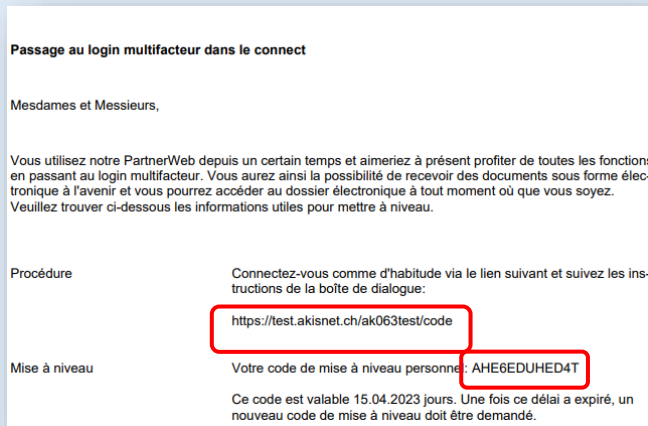 Passage au login multifacteur dans le connect
Mesdames et Messieurs,
Vous utilisez notre PartnerWeb depuis un certain temps et aimeriez à présent profiter de toutes les fonctions
en passant au login multifacteur. Vous aurez ainsi la possibilité de recevoir des documents sous forme élec-
tronique à l'avenir et vous pourrez accéder au dossier électronique à tout moment où que vous soyez.
Veuillez trouver ci-dessous les informations utiles pour mettre à niveau.
Procédure
Connectez-vous comme d'habitude via le lien suivant et suivez les ins-
tructions de la boîte de dialogue:
https://test.akisnet.ch/ak063test/code
Mise à niveau
Votre code de mise à niveau personnel: AHE6EDUHED4T
Ce code est valable 15.04.2023 jours. Une fois ce délai a expiré, un
nouveau code de mise à niveau doit être demandé.